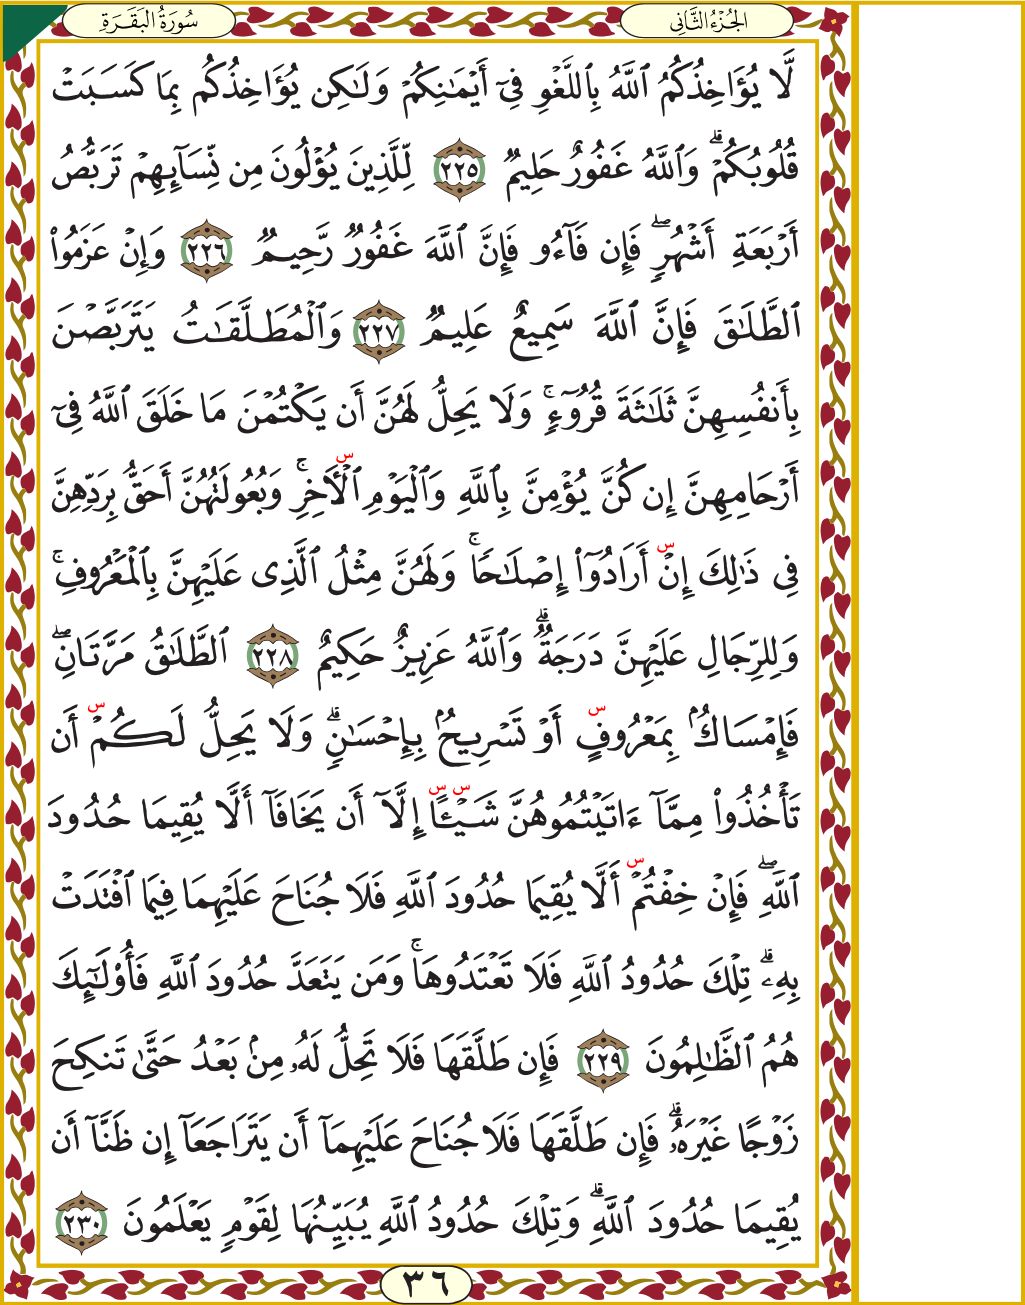 الجُزْءُ الثَّانِي
سُورَةُ الْبَقَرَةِ
لَّا يُؤَاخِذُكُمُ ٱللَّهُ بِٱللَّغْوِ فِىٓ أَيْمَـٰنِكُمْ وَلَـٰكِن يُؤَاخِذُكُم بِمَا كَسَبَتْ
قُلُوبُكُمْ ۗ وَٱللَّهُ غَفُورٌ حَلِيمٌ ٢٢٥ لِّلَّذِينَ يُؤْلُونَ مِن نِّسَآئِهِمْ تَرَبُّصُ
أَرْبَعَةِ أَشْهُرٍ ۖ فَإِن فَآءُو فَإِنَّ ٱللَّهَ غَفُورٌ رَّحِيمٌ ٢٢٦ وَإِنْ عَزَمُوا۟
ٱلطَّلَـٰقَ فَإِنَّ ٱللَّهَ سَمِيعٌ عَلِيمٌ ٢٢٧ وَٱلْمُطَلَّقَـٰتُ يَتَرَبَّصْنَ
بِأَنفُسِهِنَّ ثَلَـٰثَةَ قُرُوٓءٍ ۚ وَلَا يَحِلُّ لَهُنَّ أَن يَكْتُمْنَ مَا خَلَقَ ٱللَّهُ فِىٓ
أَرْحَامِهِنَّ إِن كُنَّ يُؤْمِنَّ بِٱللَّهِ وَٱلْيَوْمِ ٱلْـَٔاخِرِ ۚ وَبُعُولَتُهُنَّ أَحَقُّ بِرَدِّهِنَّ
فِى ذَٰلِكَ إِنْ أَرَادُوٓا۟ إِصْلَـٰحًا ۚ وَلَهُنَّ مِثْلُ ٱلَّذِى عَلَيْهِنَّ بِٱلْمَعْرُوفِ ۚ
وَلِلرِّجَالِ عَلَيْهِنَّ دَرَجَةٌ ۗ وَٱللَّهُ عَزِيزٌ حَكِيمٌ ٢٢٨ ٱلطَّلَـٰقُ مَرَّتَانِ ۖ
فَإِمْسَاكٌۢ بِمَعْرُوفٍ أَوْ تَسْرِيحٌۢ بِإِحْسَـٰنٍ ۗ وَلَا يَحِلُّ لَكُمْ أَن
تَأْخُذُوا۟ مِمَّآ ءَاتَيْتُمُوهُنَّ شَيْـًٔا إِلَّآ أَن يَخَافَآ أَلَّا يُقِيمَا حُدُودَ
ٱللَّهِ ۖ فَإِنْ خِفْتُمْ أَلَّا يُقِيمَا حُدُودَ ٱللَّهِ فَلَا جُنَاحَ عَلَيْهِمَا فِيمَا ٱفْتَدَتْ
بِهِۦ ۗ تِلْكَ حُدُودُ ٱللَّهِ فَلَا تَعْتَدُوهَا ۚ وَمَن يَتَعَدَّ حُدُودَ ٱللَّهِ فَأُو۟لَـٰٓئِكَ
هُمُ ٱلظَّـٰلِمُونَ ٢٢٩ فَإِن طَلَّقَهَا فَلَا تَحِلُّ لَهُۥ مِنۢ بَعْدُ حَتَّىٰ تَنكِحَ
زَوْجًا غَيْرَهُۥ ۗ فَإِن طَلَّقَهَا فَلَا جُنَاحَ عَلَيْهِمَآ أَن يَتَرَاجَعَآ إِن ظَنَّآ أَن
يُقِيمَا حُدُودَ ٱللَّهِ ۗ وَتِلْكَ حُدُودُ ٱللَّهِ يُبَيِّنُهَا لِقَوْمٍ يَعْلَمُونَ ٢٣٠
٣٦